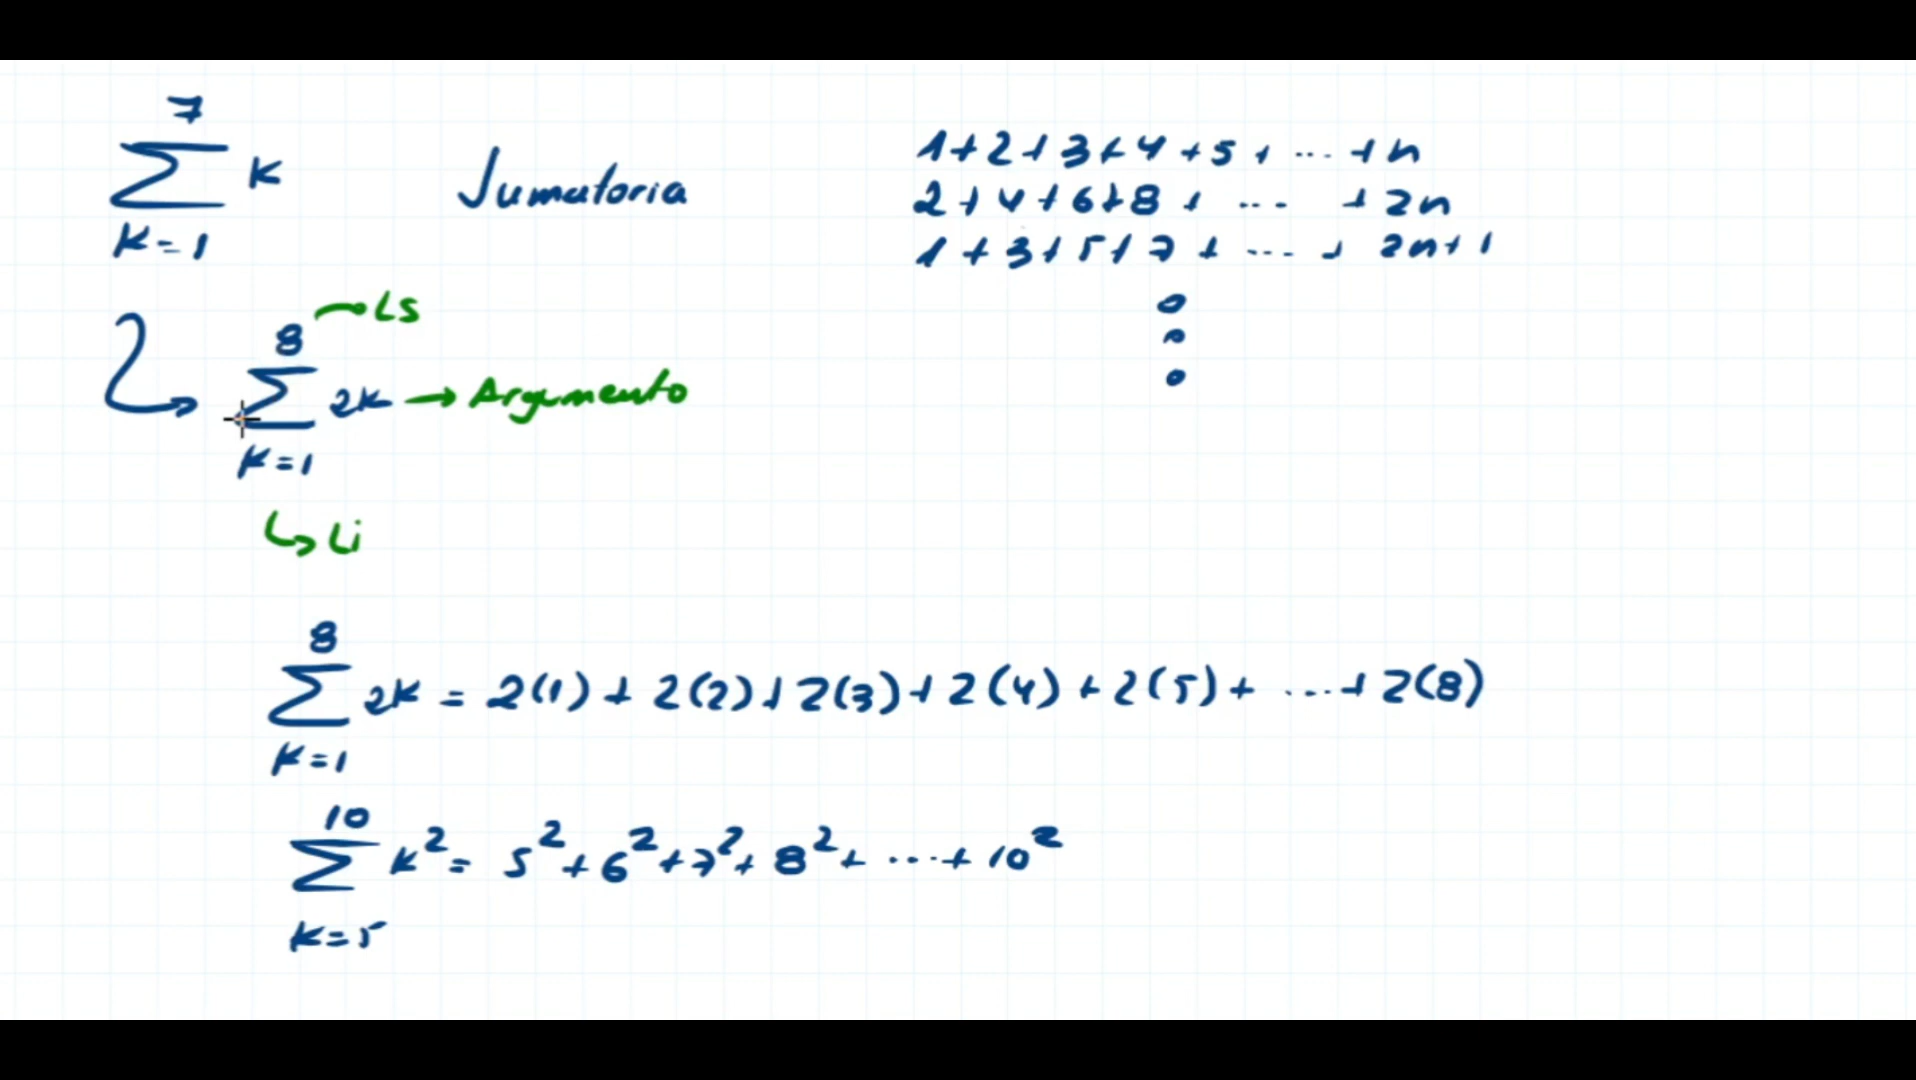 7
∑ k
k=1
Sumatoria
1+2+3+4+5+...+n
2+4+6+8+...+2n
1+3+5+7+...+2n+1
8 Ls
∑ 2k → Argumento
k=1
Li
8
∑ 2k = 2(1)+2(2)+2(3)+2(4)+2(5)+...+2(8)
k=1
10
∑ k²= 5²+6²+7²+8²+...+10²
k=5